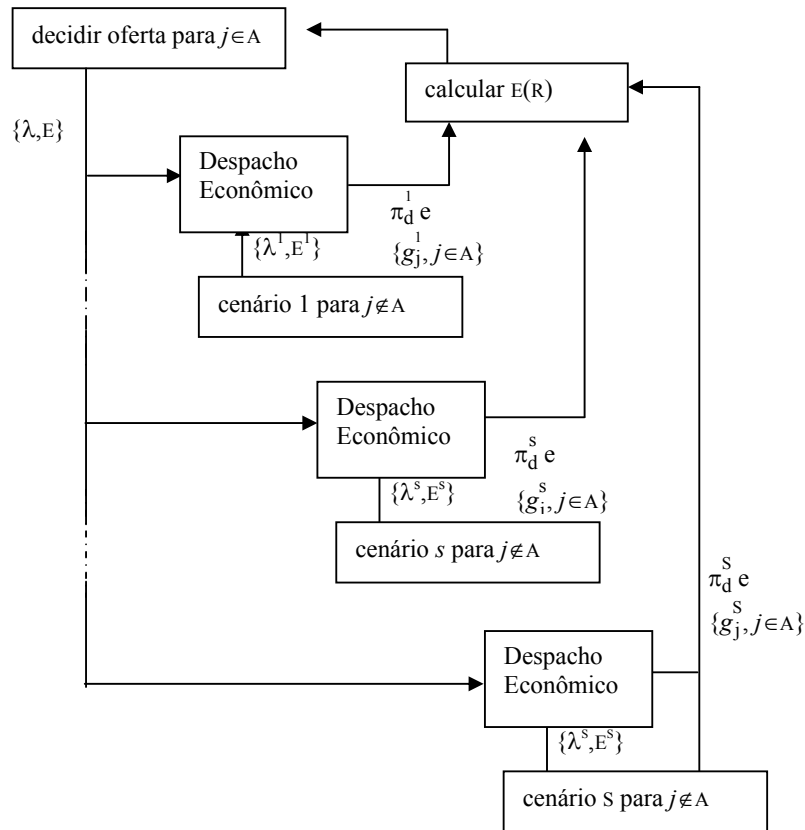 decidir oferta para j∈A
calcular E(R)
{λ,E}
Despacho
Econômico
π_d^1 e
{g_j^1, j∈A}
{λ^1,E^1}
cenário 1 para j∉A
Despacho
Econômico
π_d^s e
{g_j^s, j∈A}
{λ^s,E^s}
cenário s para j∉A
π_d^S e
{g_j^S, j∈A}
Despacho
Econômico
{λ^S,E^S}
cenário S para j∉A